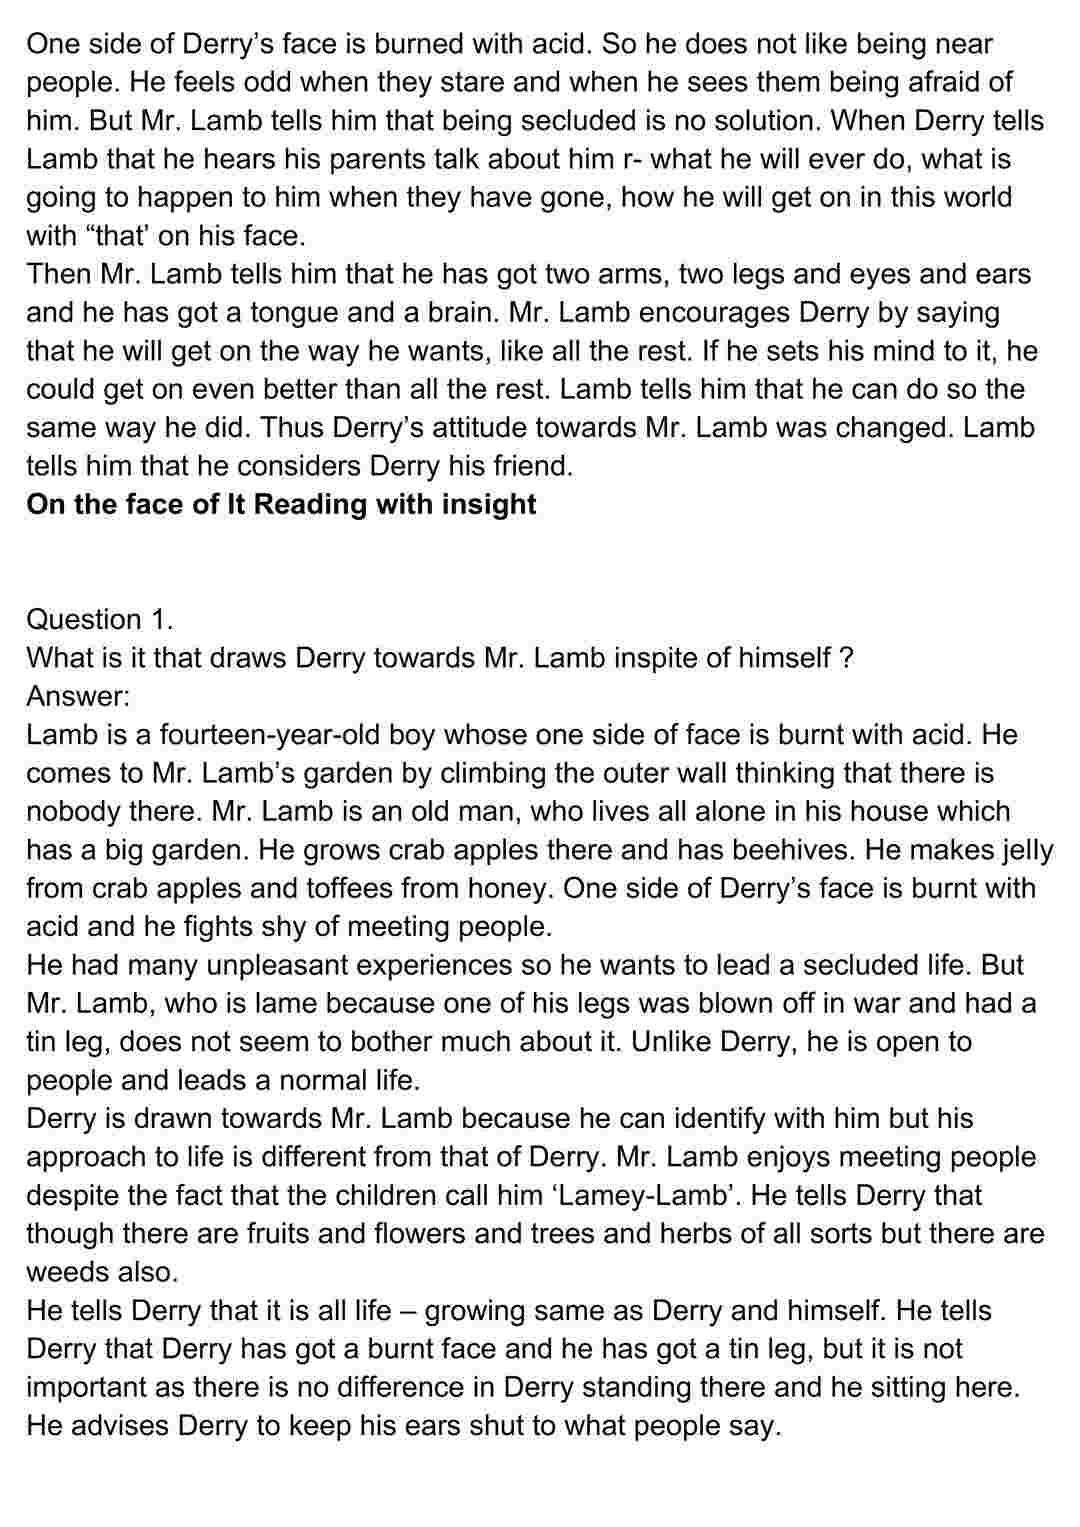 One side of Derry’s face is burned with acid. So he does not like being near
people. He feels odd when they stare and when he sees them being afraid of
him. But Mr. Lamb tells him that being secluded is no solution. When Derry tells
Lamb that he hears his parents talk about him r- what he will ever do, what is
going to happen to him when they have gone, how he will get on in this world
with “that’ on his face.
Then Mr. Lamb tells him that he has got two arms, two legs and eyes and ears
and he has got a tongue and a brain. Mr. Lamb encourages Derry by saying
that he will get on the way he wants, like all the rest. If he sets his mind to it, he
could get on even better than all the rest. Lamb tells him that he can do so the
same way he did. Thus Derry’s attitude towards Mr. Lamb was changed. Lamb
tells him that he considers Derry his friend.
On the face of It Reading with insight
Question 1.
What is it that draws Derry towards Mr. Lamb inspite of himself ?
Answer:
Lamb is a fourteen-year-old boy whose one side of face is burnt with acid. He
comes to Mr. Lamb’s garden by climbing the outer wall thinking that there is
nobody there. Mr. Lamb is an old man, who lives all alone in his house which
has a big garden. He grows crab apples there and has beehives. He makes jelly
from crab apples and toffees from honey. One side of Derry’s face is burnt with
acid and he fights shy of meeting people.
He had many unpleasant experiences so he wants to lead a secluded life. But
Mr. Lamb, who is lame because one of his legs was blown off in war and had a
tin leg, does not seem to bother much about it. Unlike Derry, he is open to
people and leads a normal life.
Derry is drawn towards Mr. Lamb because he can identify with him but his
approach to life is different from that of Derry. Mr. Lamb enjoys meeting people
despite the fact that the children call him ‘Lamey-Lamb’. He tells Derry that
though there are fruits and flowers and trees and herbs of all sorts but there are
weeds also.
He tells Derry that it is all life – growing same as Derry and himself. He tells
Derry that Derry has got a burnt face and he has got a tin leg, but it is not
important as there is no difference in Derry standing there and he sitting here.
He advises Derry to keep his ears shut to what people say.